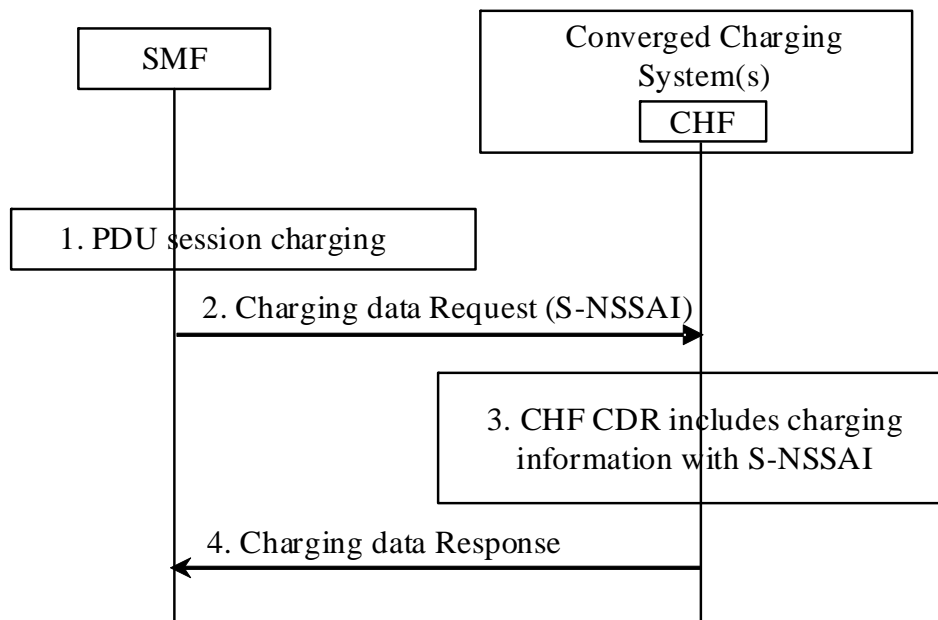 SMF
Converged Charging
System(s)
CHF
1. PDU session charging
2. Charging data Request (S-NSSAI)
3. CHF CDR includes charging
information with S-NSSAI
4. Charging data Response